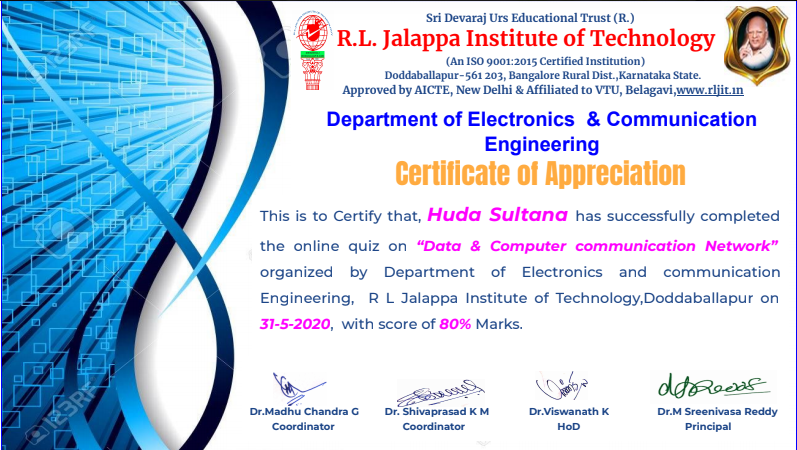 Sri Devaraj Urs Educational Trust (R.)
R.L. Jalappa Institute of Technology
(An ISO 9001:2015 Certified Institution)
Doddaballapur-561 203, Bangalore Rural Dist.,Karnataka State.
Approved by AICTE, New Delhi & Affiliated to VTU, Belagavi,www.rljit.in
Department of Electronics & Communication
Engineering
Certificate of Appreciation
This is to Certify that, Huda Sultana has successfully completed
the online quiz on “Data & Computer communication Network”
organized by Department of Electronics and communication
Engineering, R L Jalappa Institute of Technology,Doddaballapur on
31-5-2020, with score of 80% Marks.
Dr.Madhu Chandra G
Coordinator
Dr. Shivaprasad K M
Coordinator
Dr.Viswanath K
HoD
Dr.M Sreenivasa Reddy
Principal
123RF